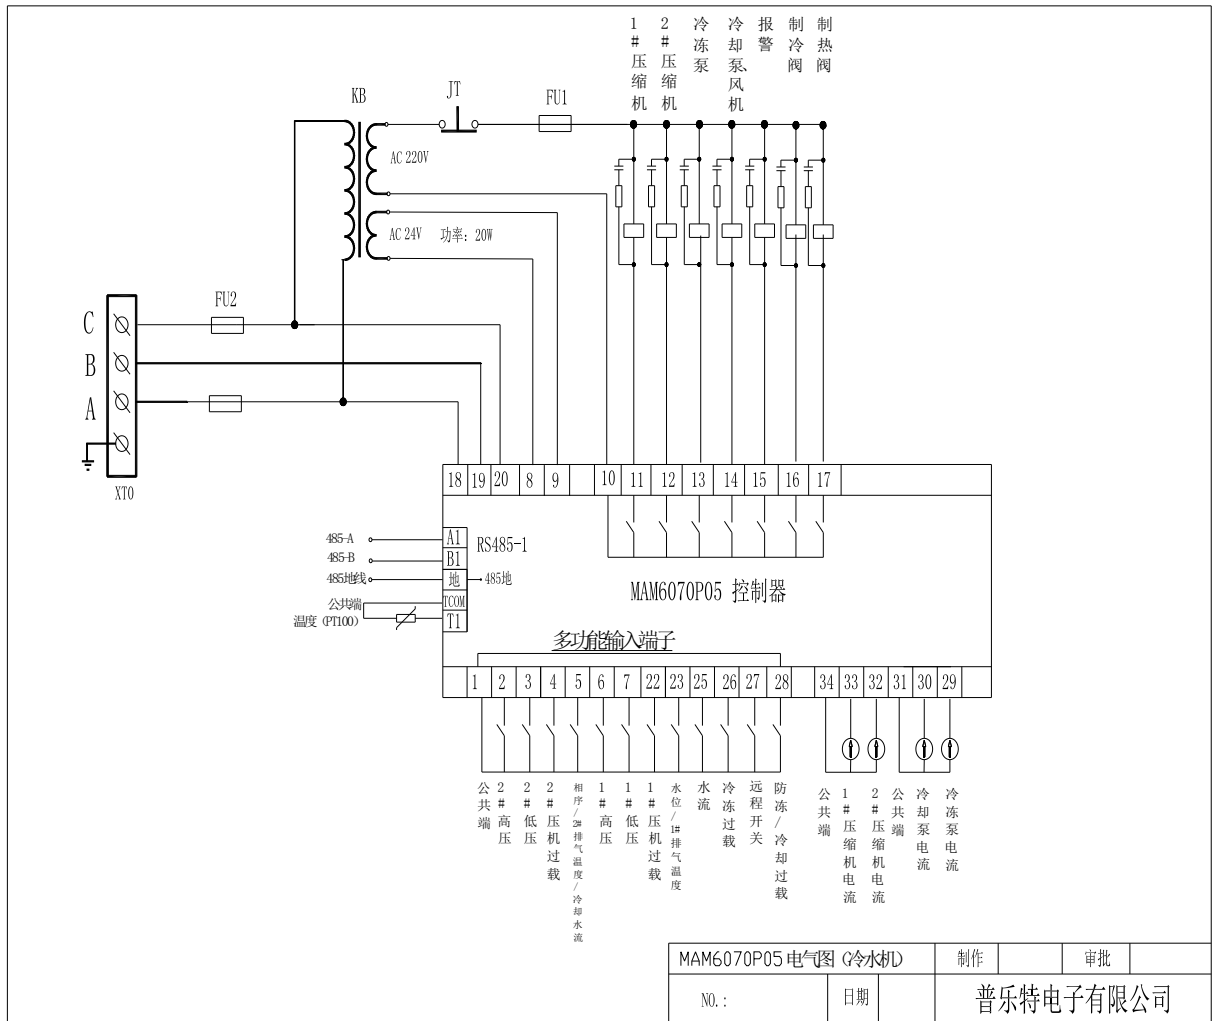 1#压缩机
2#压缩机
冷冻泵
冷却泵、风机
报警
制冷阀
制热阀
KB
JT
FU1
AC 220V
AC 24V
功率：20W
FU2
C
B
A
XT0
18 19 20 8 9 10 11 12 13 14 15 16 17
485-A
A1
RS485-1
485-B
B1
485地线
地
485地
公共端
TCOM
温度（PT100）
T1
MAM6070P05 控制器
多功能输入端子
1 2 3 4 5 6 7 22 23 25 26 27 28 34 33 32 31 30 29
公共端
2#高压
2#低压
2#压机过载
相序/2#排气温度/冷却水流
1#高压
1#低压
1#压机过载
水位/1#排气温度
水流
冷冻过载
远程开关
防冻/冷却过载
公共端
1#压缩机电流
2#压缩机电流
公共端
冷却泵电流
冷冻泵电流
MAM6070P05电气图（冷水机）
制作
审批
NO.:
日期
普乐特电子有限公司